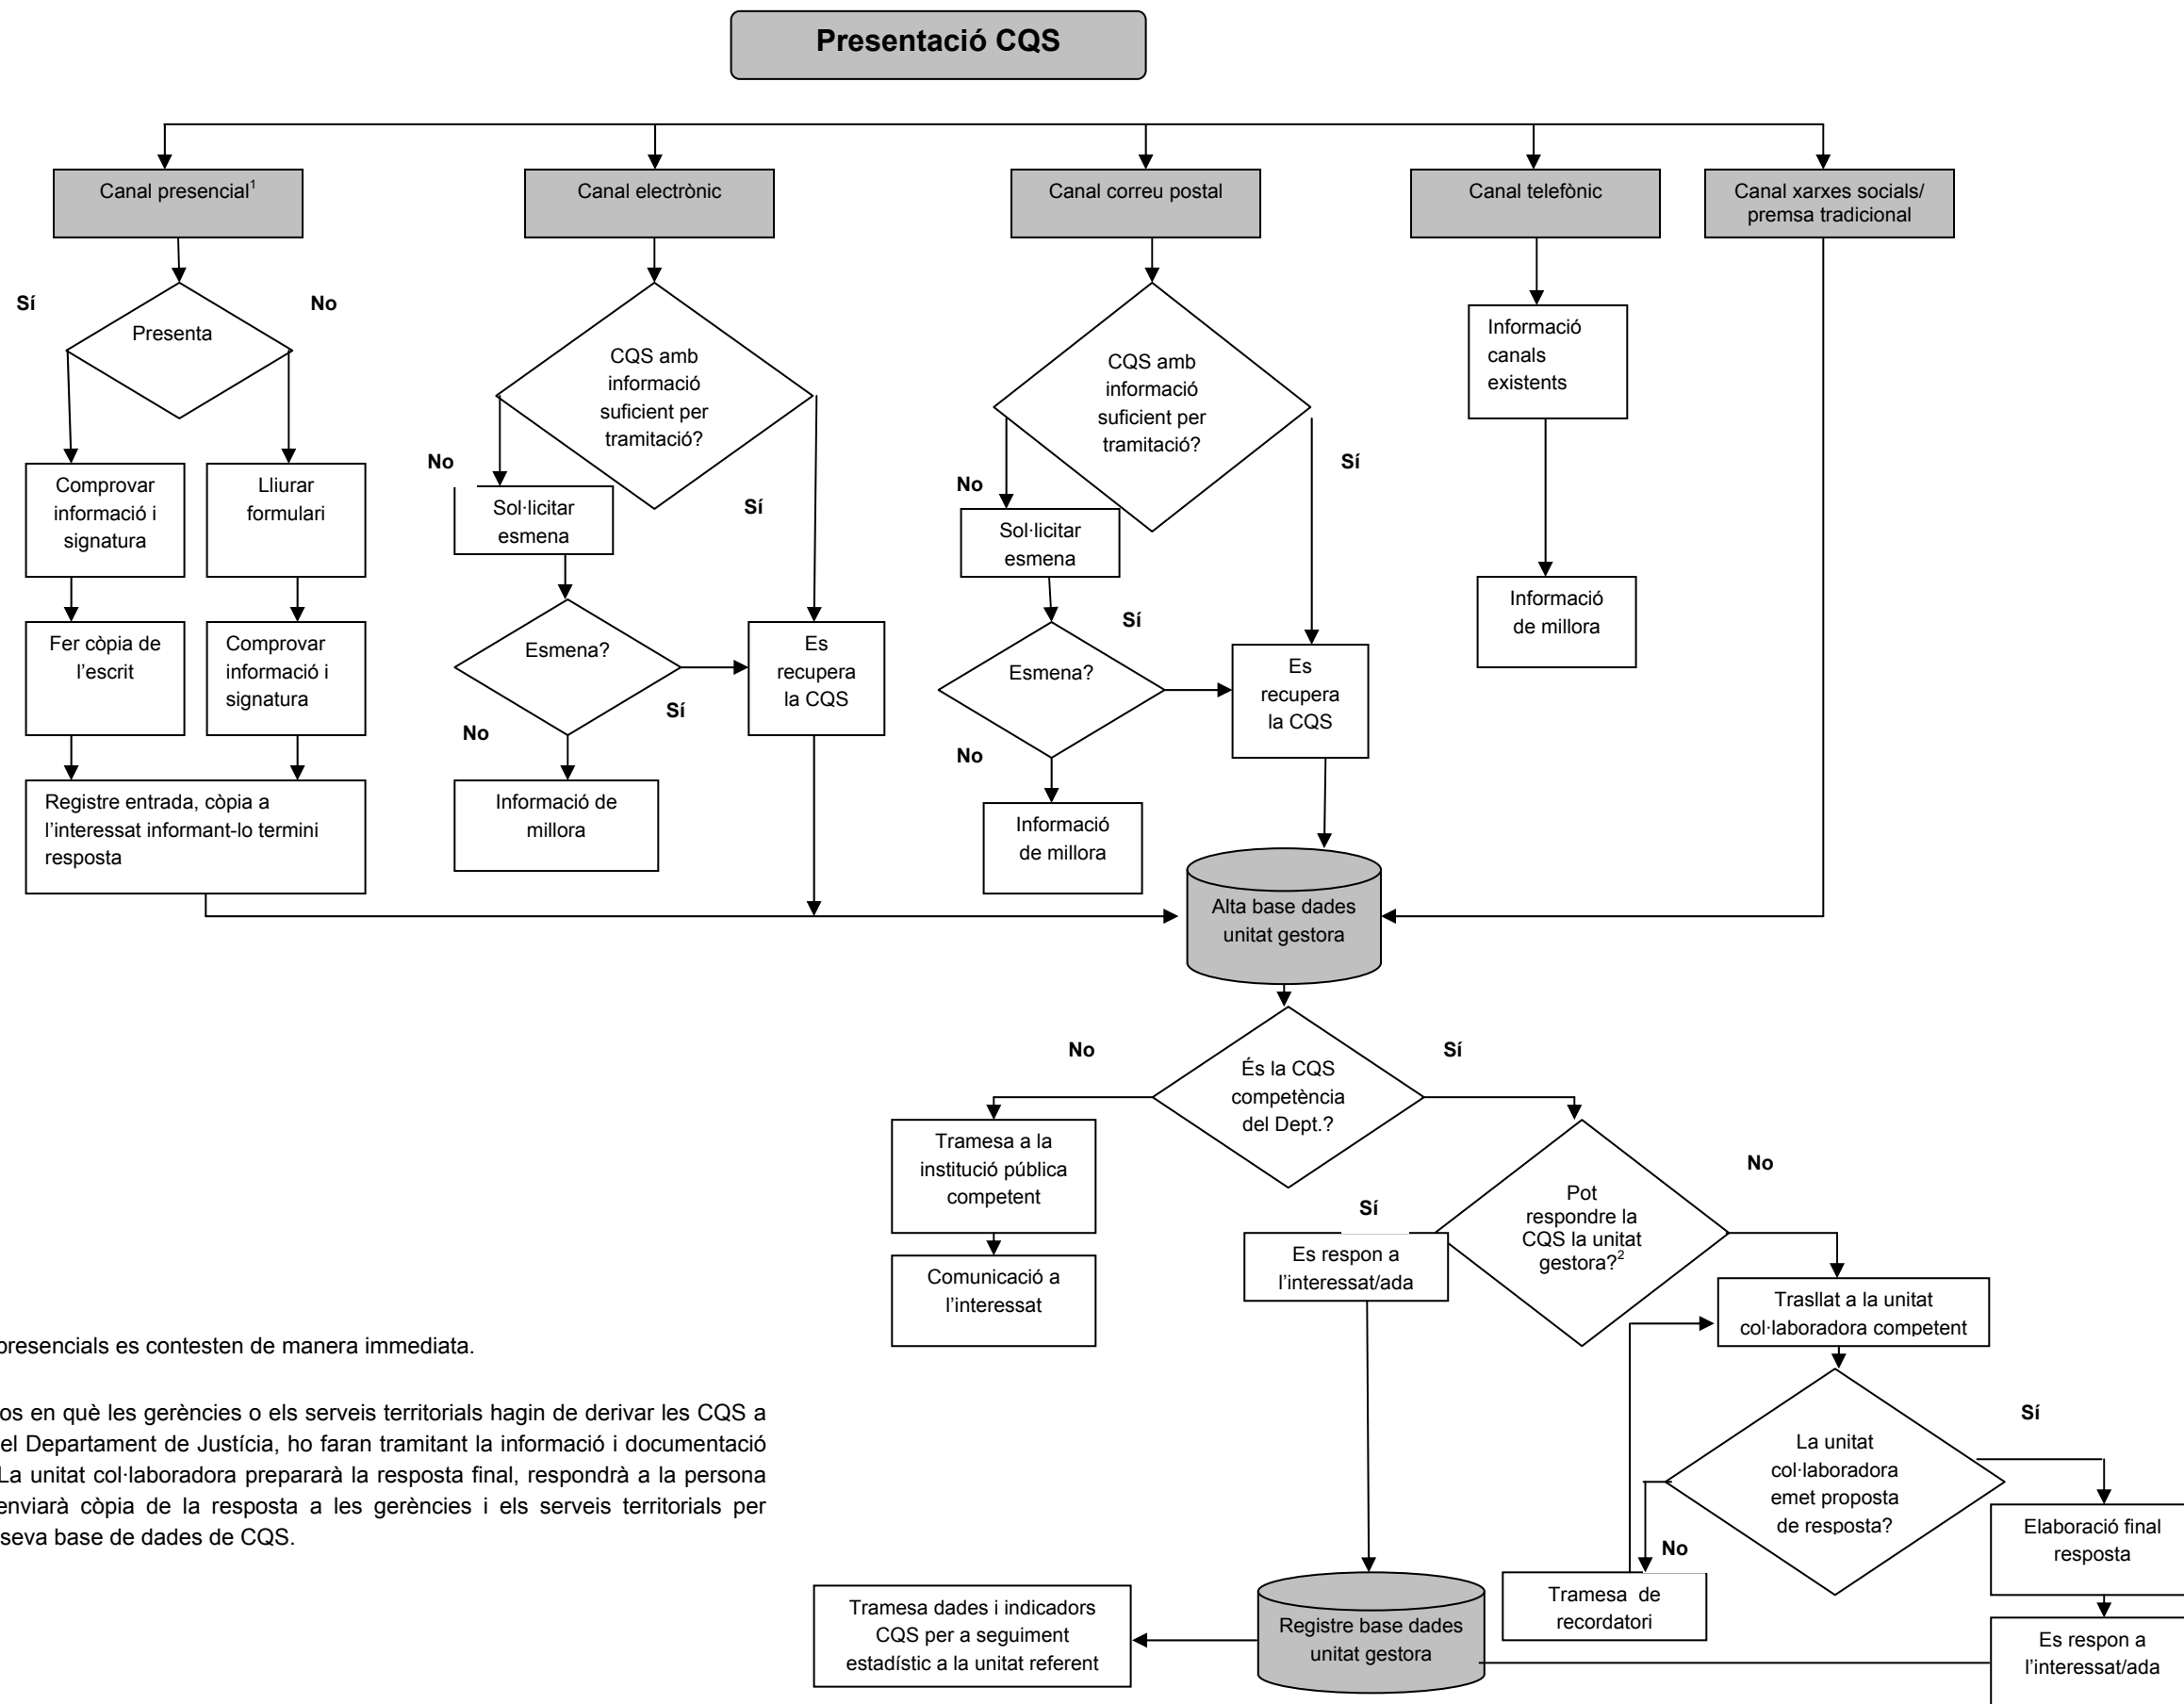 Presentació CQS
Canal presencial1
Canal electrònic
Canal correu postal
Canal telefònic
Canal xarxes socials/
premsa tradicional
Sí
No
Presenta
CQS amb
informació
suficient per
tramitació?
CQS amb
informació
suficient per
tramitació?
Informació
canals
existents
No
Sí
No
Sí
Comprovar
informació i
signatura
Lliurar
formulari
Sol·licitar
esmena
Sol·licitar
esmena
Informació
de millora
Fer còpia de
l’escrit
Comprovar
informació i
signatura
Esmena?
Sí
No
Es
recupera
la CQS
Esmena?
Sí
No
Es
recupera
la CQS
Registre entrada, còpia a
l’interessat informant-lo termini
resposta
Informació de
millora
Informació
de millora
Alta base dades
unitat gestora
No
Sí
És la CQS
competència
del Dept.?
Tramesa a la
institució pública
competent
Comunicació a
l’interessat
Sí
No
Pot
respondre la
CQS la unitat
gestora?2
Es respon a
l’interessat/ada
Trasllat a la unitat
col·laboradora competent
presencials es contesten de manera immediata.
os en què les gerències o els serveis territorials hagin de derivar les CQS a
el Departament de Justícia, ho faran tramitant la informació i documentació
La unitat col·laboradora prepararà la resposta final, respondrà a la persona
enviarà còpia de la resposta a les gerències i els serveis territorials per
seva base de dades de CQS.
Sí
La unitat
col·laboradora
emet proposta
de resposta?
No
Elaboració final
resposta
Tramesa de
recordatori
Es respon a
l’interessat/ada
Registre base dades
unitat gestora
Tramesa dades i indicadors
CQS per a seguiment
estadístic a la unitat referent